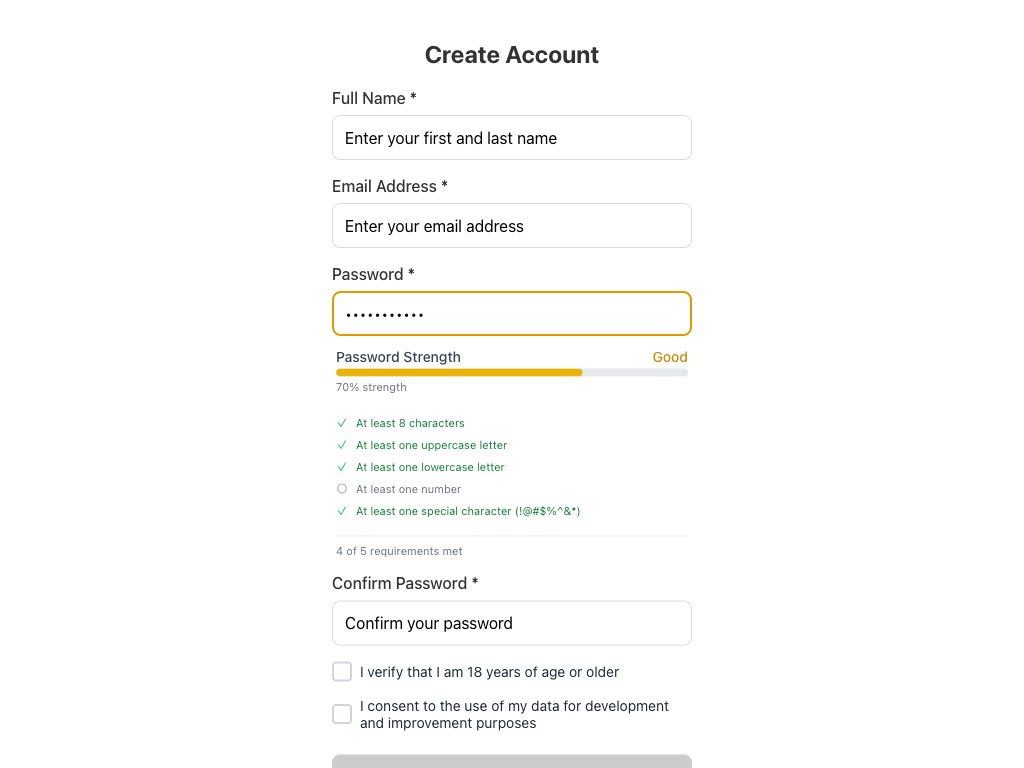 Create Account
Full Name *
Enter your first and last name
Email Address *
Enter your email address
Password *
•••••••••••
Password Strength Good
70% strength
✓ At least 8 characters
✓ At least one uppercase letter
✓ At least one lowercase letter
○ At least one number
✓ At least one special character (!@#$%^&*)
4 of 5 requirements met
Confirm Password *
Confirm your password
I verify that I am 18 years of age or older
I consent to the use of my data for development
and improvement purposes